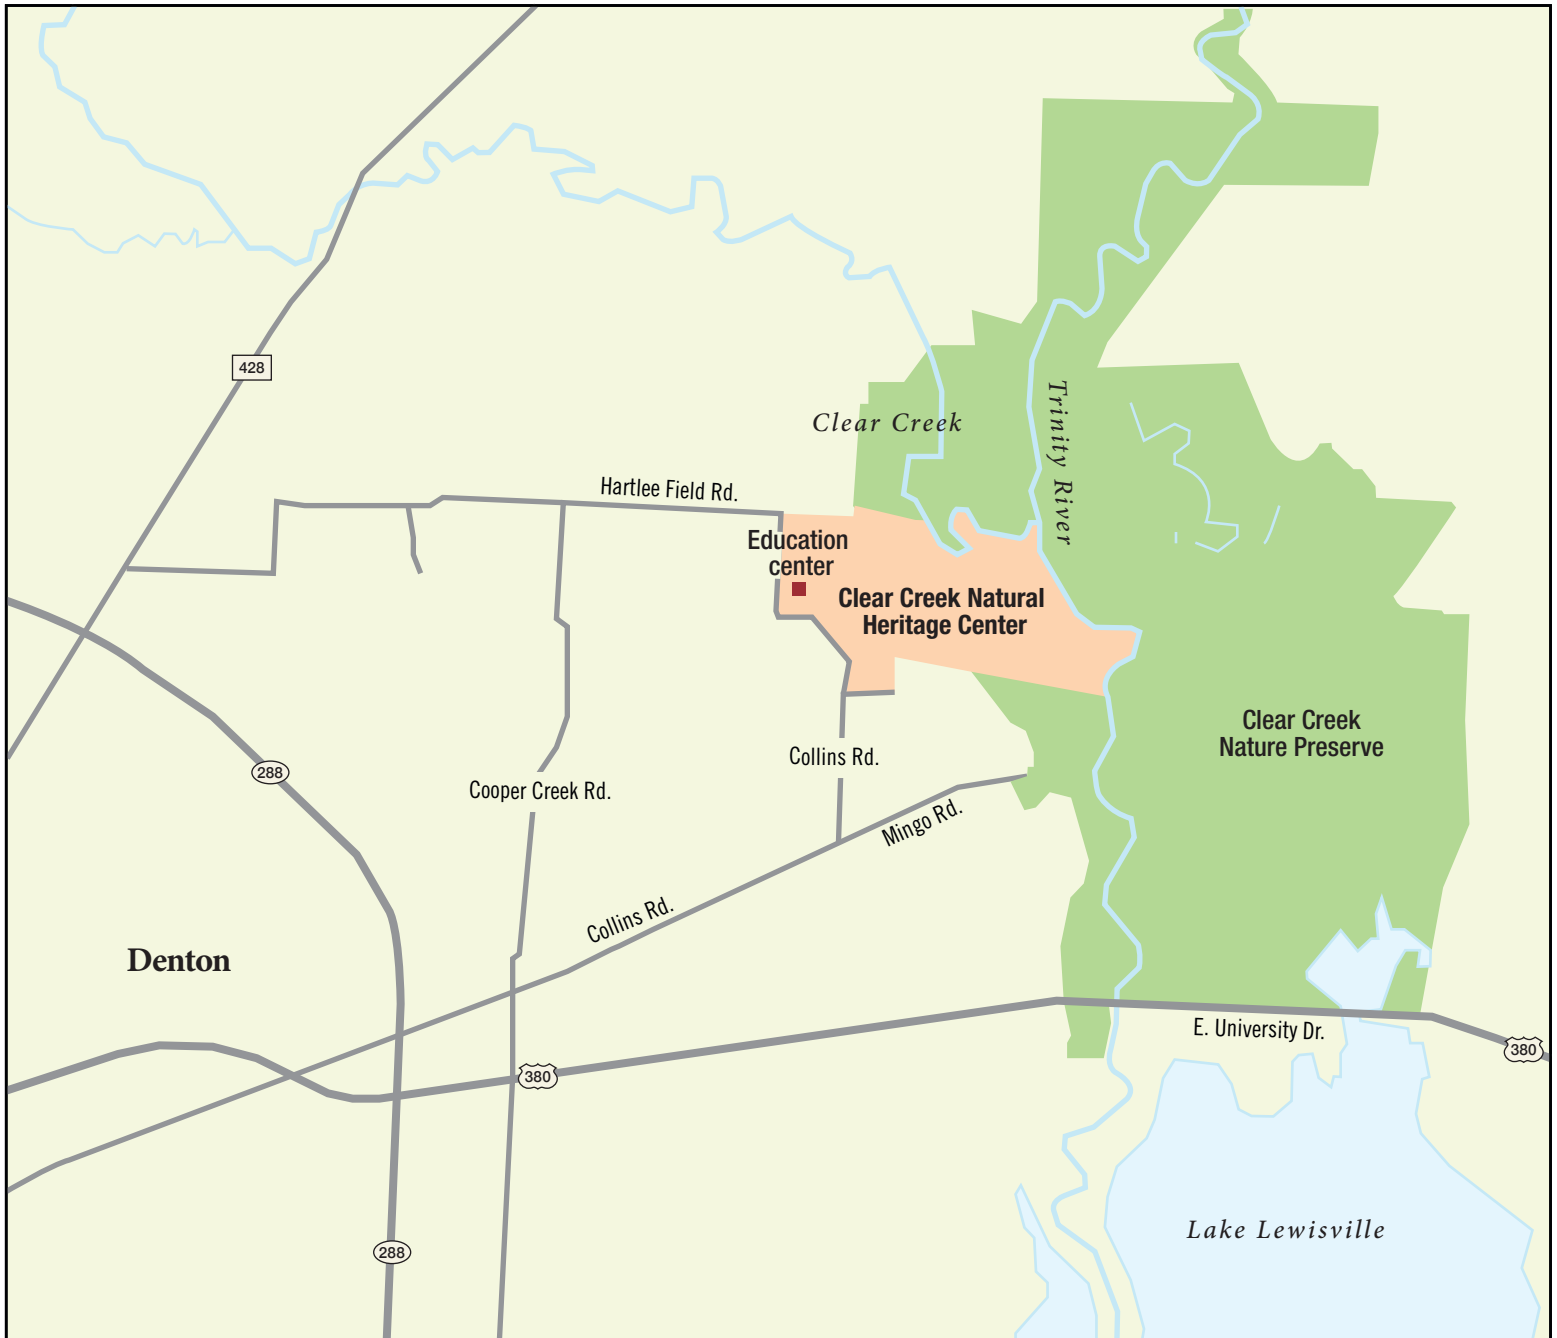 428
Clear Creek
Trinity River
Hartlee Field Rd.
Education
center
Clear Creek Natural
Heritage Center
Clear Creek
Nature Preserve
288
Collins Rd.
Cooper Creek Rd.
Mingo Rd.
Collins Rd.
Denton
E. University Dr.
380
380
Lake Lewisville
288